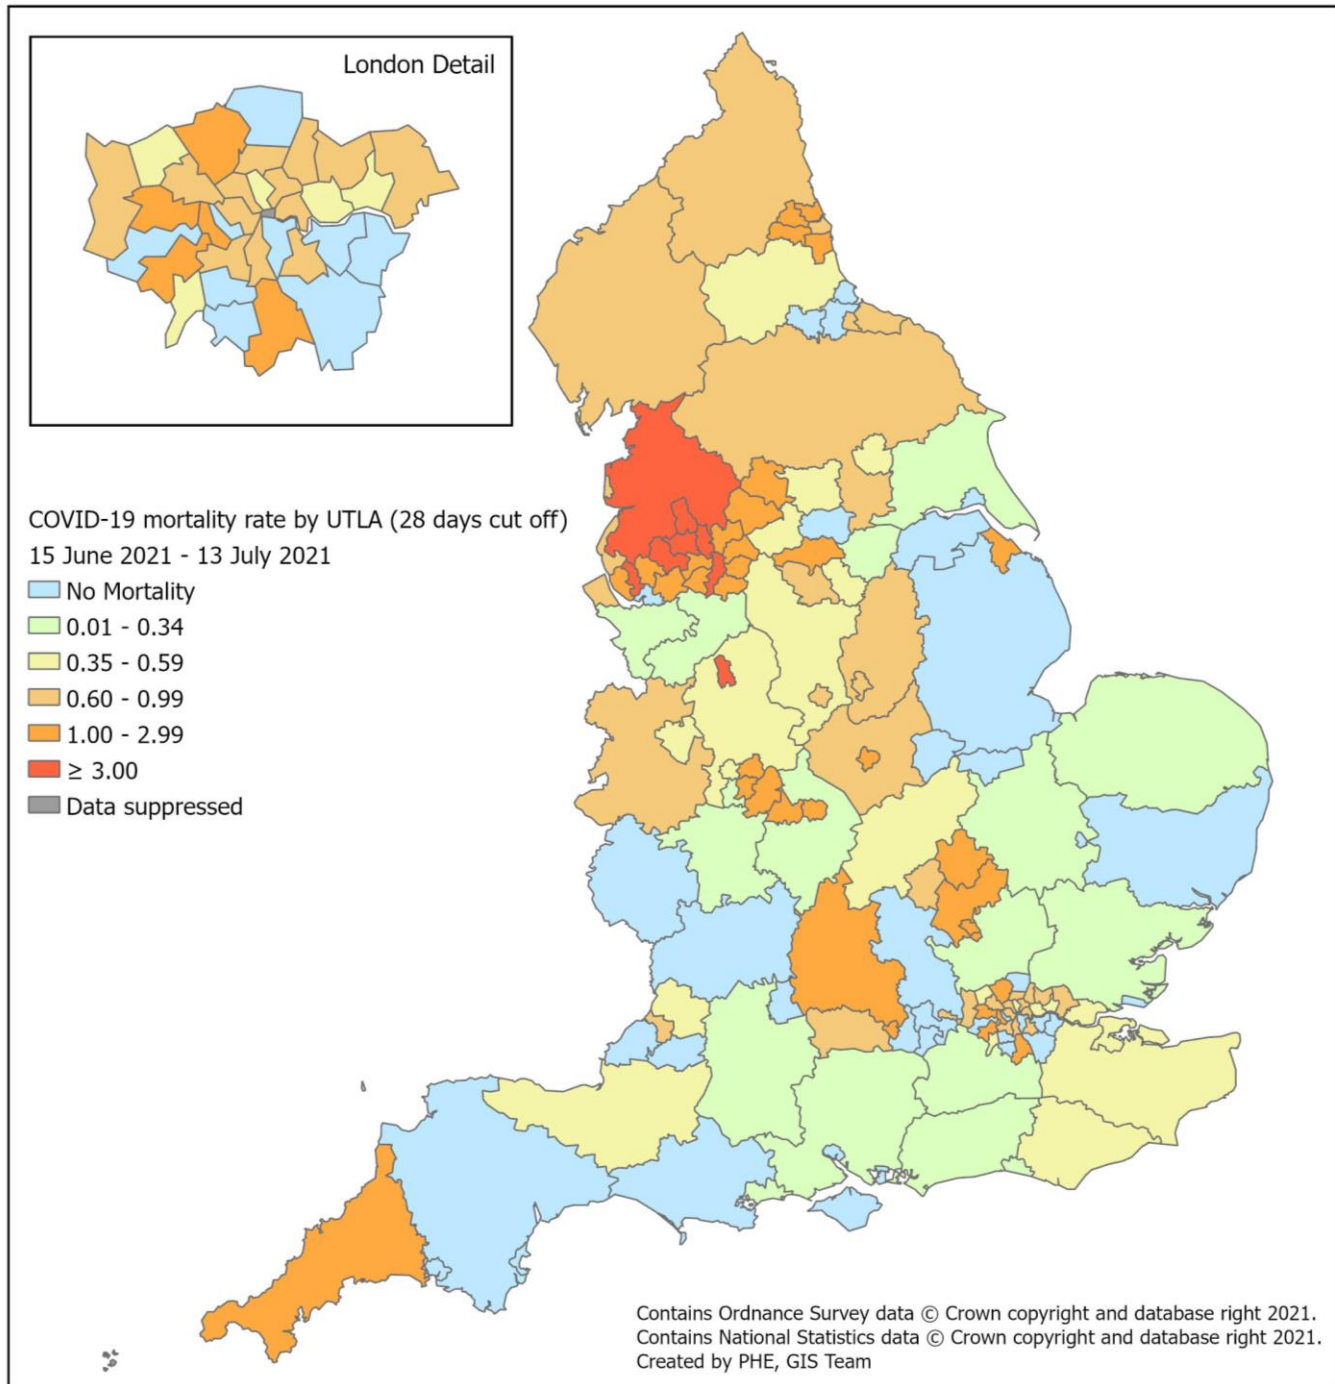 London Detail
COVID-19 mortality rate by UTLA (28 days cut off)
15 June 2021 - 13 July 2021
No Mortality
0.01 - 0.34
0.35 - 0.59
0.60 - 0.99
1.00 - 2.99
≥ 3.00
Data suppressed
Contains Ordnance Survey data © Crown copyright and database right 2021.
Contains National Statistics data © Crown copyright and database right 2021.
Created by PHE, GIS Team